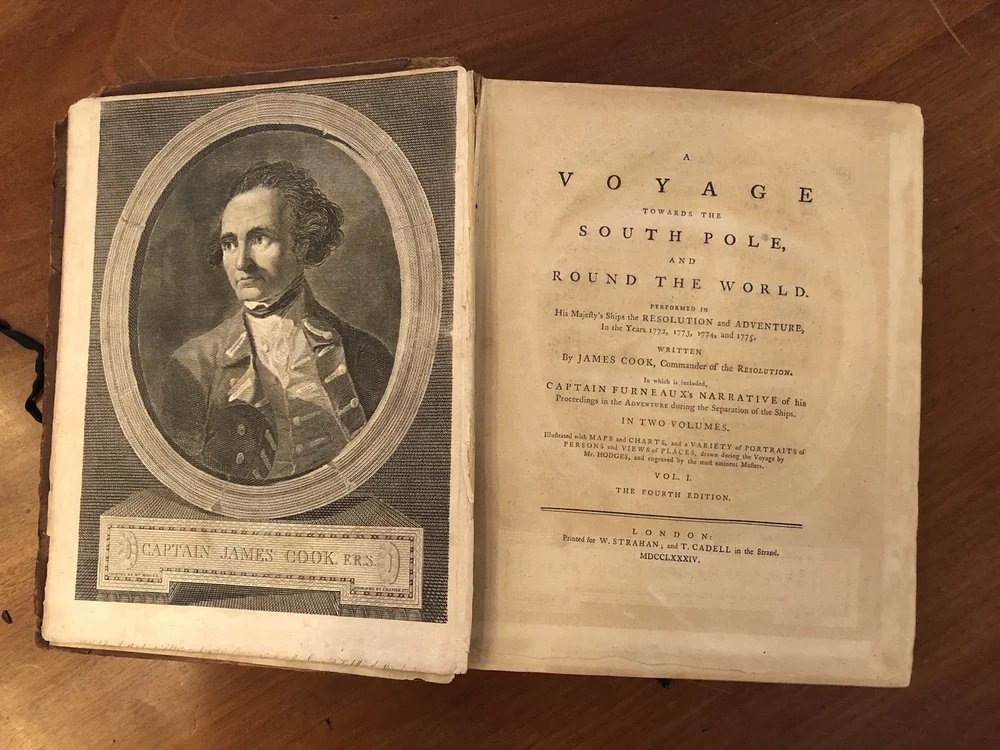 CAPTAIN JAMES COOK, F.R.S.
A
VOYAGE
TOWARDS THE
SOUTH POLE,
AND
ROUND THE WORLD.
PERFORMED IN
His Majeſty's Ships the RESOLUTION and ADVENTURE,
In the Years 1772, 1773, 1774, and 1775,
WRITTEN
By JAMES COOK, Commander of the RESOLUTION.
In which is included,
CAPTAIN FURNEAUX's NARRATIVE of his
Proceedings in the ADVENTURE during the Separation of the Ships.
IN TWO VOLUMES.
Illustrated with MAPS and CHARTS, and a VARIETY of PORTRAITS of
PERSONS and VIEWS of PLACES, drawn during the Voyage by
Mr. HODGES, and engraved by the moſt eminent Maſters.
VOL. I.
THE FOURTH EDITION.
LONDON:
Printed for W. STRAHAN; and T. CADELL in the Strand.
MDCCLXXXIV.